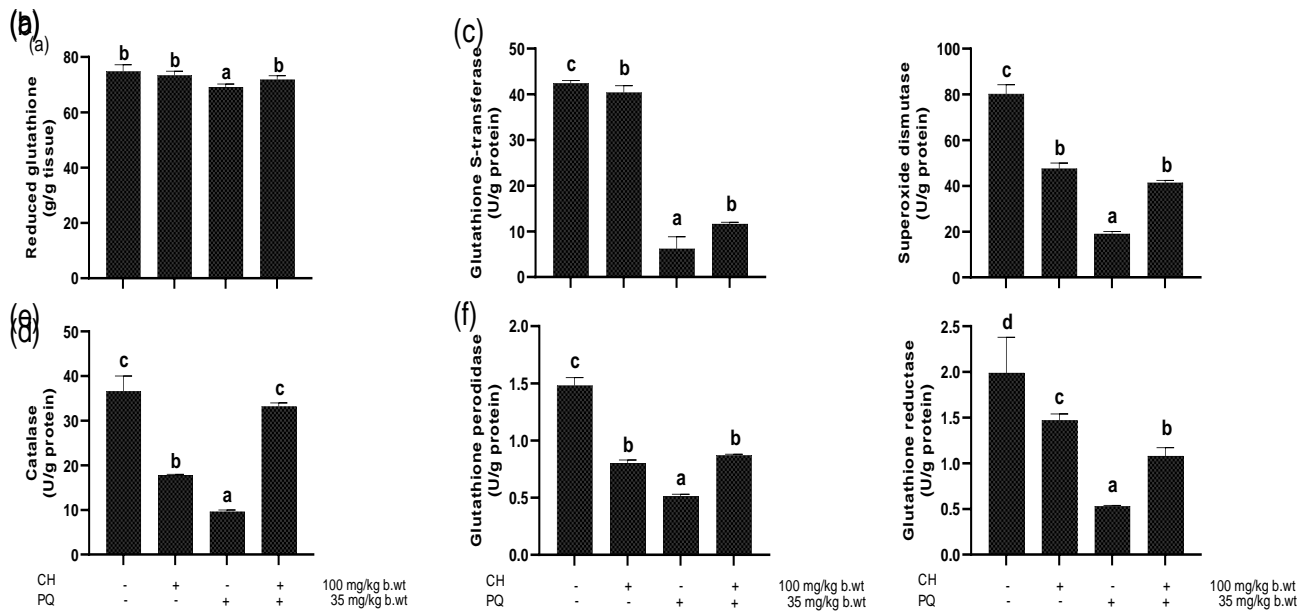 (b)
(a)
Reduced glutathione
(g/g tissue)
80
60
40
20
0
b
b
a
b
(c)
Glutathione S-transferase
(U/g protein)
50
40
30
20
10
0
c
b
a
b
Superoxide dismutase
(U/g protein)
100
80
60
40
20
0
c
b
a
b
(e)
(d)
Catalase
(U/g protein)
50
40
30
20
10
0
c
b
a
c
(f)
Glutathione perodidase
(U/g protein)
2.0
1.5
1.0
0.5
0.0
c
b
a
b
Glutathione reductase
(U/g protein)
2.5
2.0
1.5
1.0
0.5
0.0
d
c
a
b
CH - + - + 100 mg/kg b.wt
PQ - - + + 35 mg/kg b.wt
CH - + - + 100 mg/kg b.wt
PQ - - + + 35 mg/kg b.wt
- + - + 100 mg/kg b.wt
- - + + 35 mg/kg b.wt